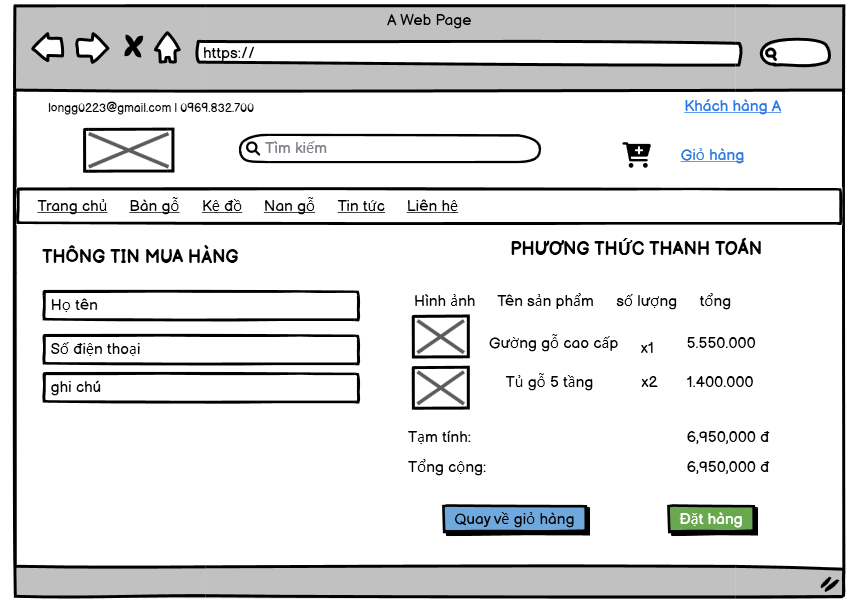 A Web Page
https://
longg0223@gmail.com | 0969.832.700
Khách hàng A
Tìm kiếm
Giỏ hàng
Trang chủ Bàn gỗ Kê đồ Nan gỗ Tin tức Liên hệ
THÔNG TIN MUA HÀNG
PHƯƠNG THỨC THANH TOÁN
Họ tên
Số điện thoại
ghi chú
Hình ảnh Tên sản phẩm số lượng tổng
Gường gỗ cao cấp x1 5.550.000
Tủ gỗ 5 tầng x2 1.400.000
Tạm tính: 6,950,000 đ
Tổng cộng: 6,950,000 đ
Quay về giỏ hàng
Đặt hàng